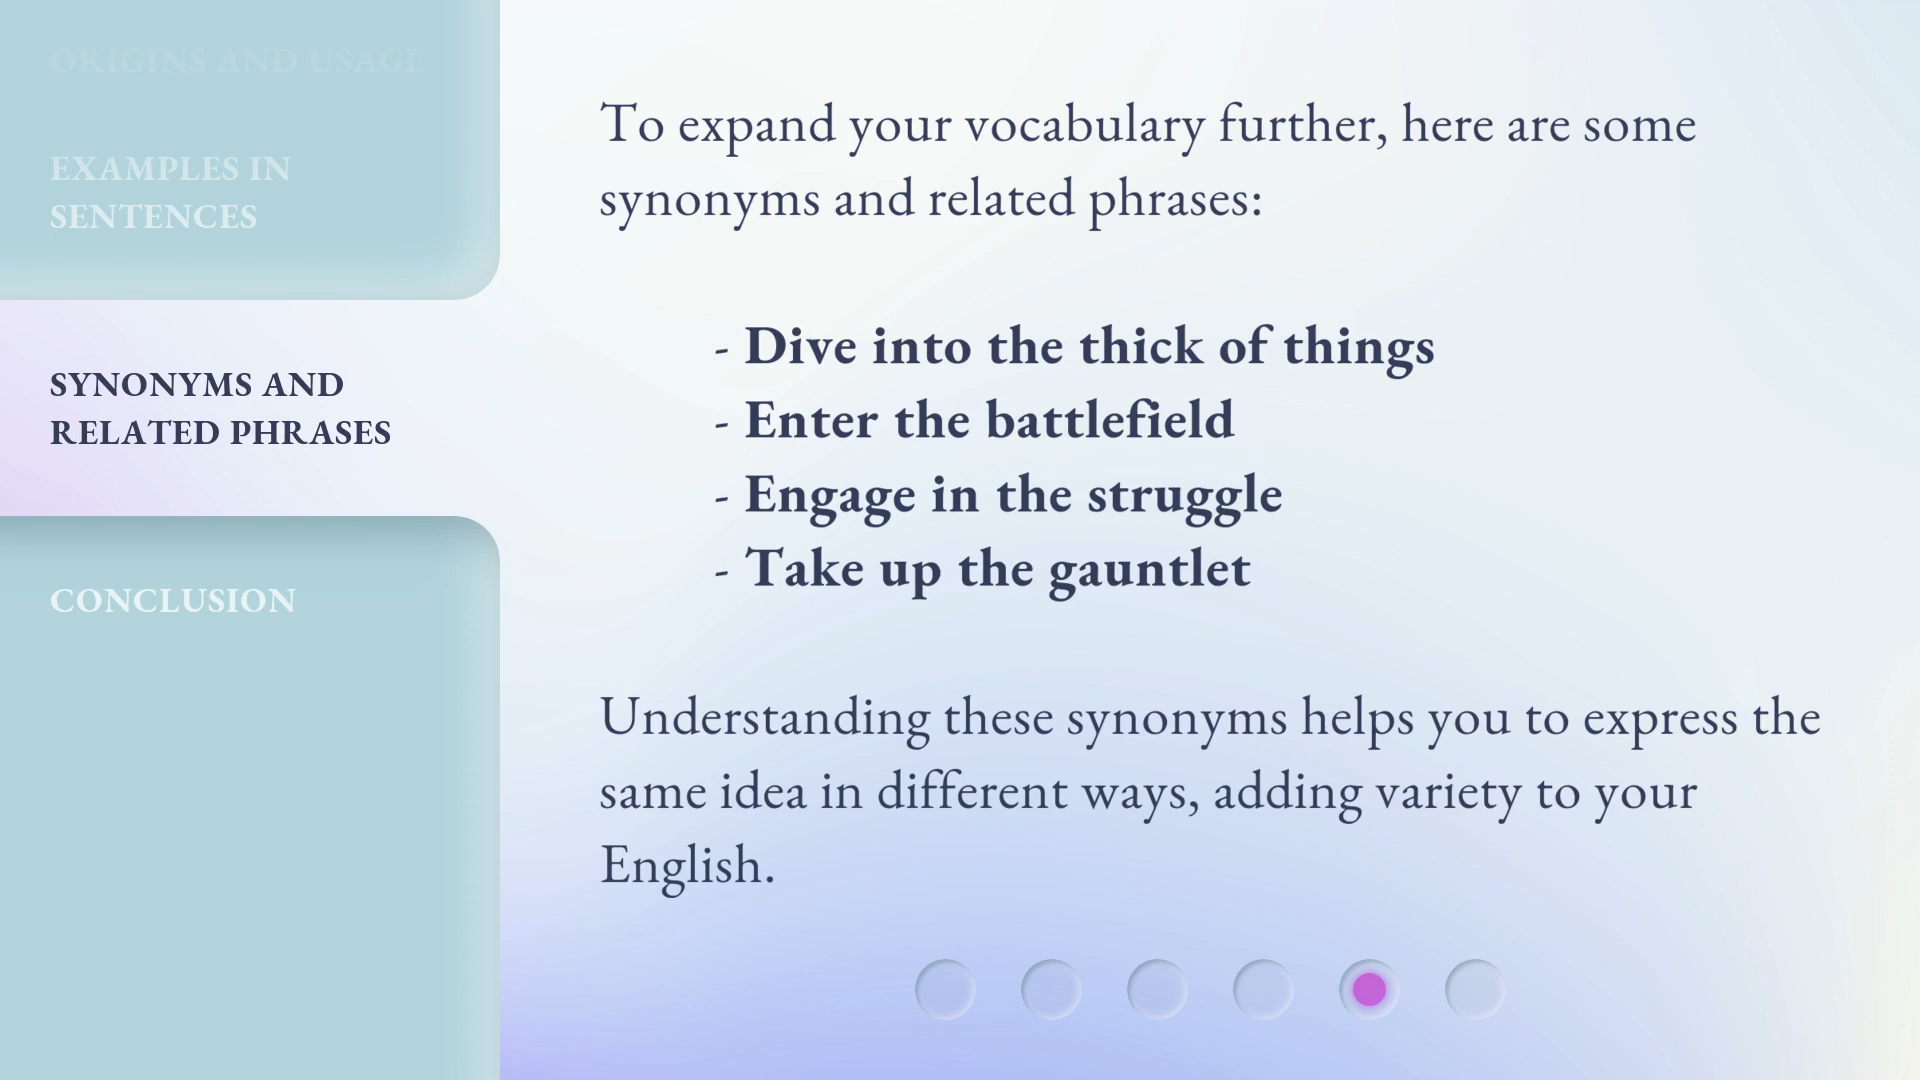 ORIGINS AND USAGE
EXAMPLES IN
SENTENCES
SYNONYMS AND
RELATED PHRASES
CONCLUSION
To expand your vocabulary further, here are some
synonyms and related phrases:
- Dive into the thick of things
- Enter the battlefield
- Engage in the struggle
- Take up the gauntlet
Understanding these synonyms helps you to express the
same idea in different ways, adding variety to your
English.